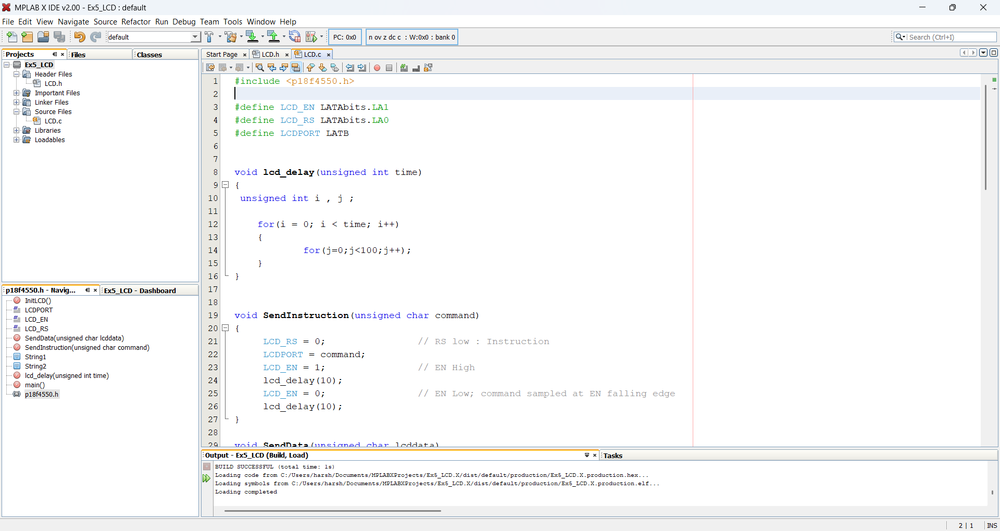 MPLAB X IDE v2.00 - Ex5_LCD : default
File Edit View Navigate Source Refactor Run Debug Team Tools Window Help
default
PC: 0x0
n ov z dc c : W:0x0 : bank 0
Search (Ctrl+I)
Projects
Files
Classes
Ex5_LCD
Header Files
LCD.h
Important Files
Linker Files
Source Files
LCD.c
Libraries
Loadables
p18f4550.h - Navig...
Ex5_LCD - Dashboard
InitLCD()
LCDPORT
LCD_EN
LCD_RS
SendData(unsigned char lcddata)
SendInstruction(unsigned char command)
String1
String2
lcd_delay(unsigned int time)
main()
p18f4550.h
Start Page
LCD.h
LCD.c
1 #include <p18f4550.h>
2
3 #define LCD_EN LATAbits.LA1
4 #define LCD_RS LATAbits.LA0
5 #define LCDPORT LATB
6
7
8 void lcd_delay(unsigned int time)
9 {
10 unsigned int i , j ;
11
12 for(i = 0; i < time; i++)
13 {
14 for(j=0;j<100;j++);
15 }
16 }
17
18
19 void SendInstruction(unsigned char command)
20 {
21 LCD_RS = 0; // RS low : Instruction
22 LCDPORT = command;
23 LCD_EN = 1; // EN High
24 lcd_delay(10);
25 LCD_EN = 0; // EN Low; command sampled at EN falling edge
26 lcd_delay(10);
27 }
28
29 void SendData(unsigned char lcddata)
Output - Ex5_LCD (Build, Load)
Tasks
BUILD SUCCESSFUL (total time: 1s)
Loading code from C:/Users/harsh/Documents/MPLABXProjects/Ex5_LCD.X/dist/default/production/Ex5_LCD.X.production.hex...
Loading symbols from C:/Users/harsh/Documents/MPLABXProjects/Ex5_LCD.X/dist/default/production/Ex5_LCD.X.production.elf...
Loading completed
2 | 1
INS